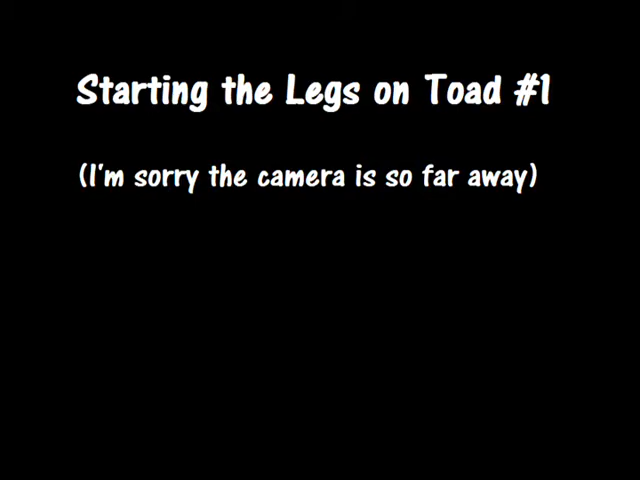 Starting the Legs on Toad #1
(I'm sorry the camera is so far away)